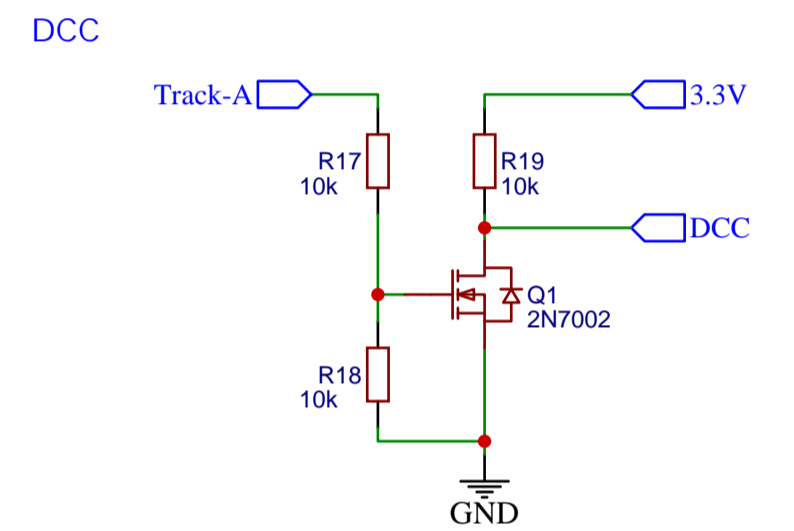 DCC
Track-A
3.3V
R17
10k
R19
10k
DCC
Q1
2N7002
R18
10k
GND